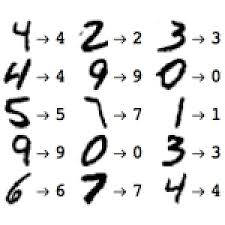 4 → 4 2 → 2 3 → 3
4 → 4 9 → 9 0 → 0
5 → 5 7 → 7 1 → 1
9 → 9 0 → 0 3 → 3
6 → 6 7 → 7 4 → 4